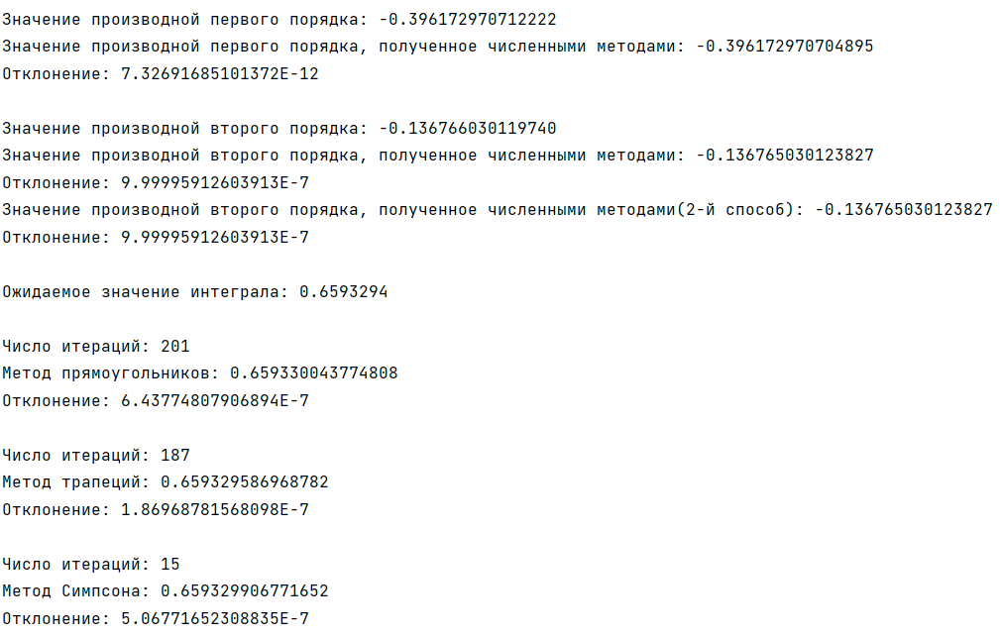 Значение производной первого порядка: -0.396172970712222
Значение производной первого порядка, полученное численными методами: -0.396172970704895
Отклонение: 7.32691685101372E-12
Значение производной второго порядка: -0.136766030119740
Значение производной второго порядка, полученное численными методами: -0.136765030123827
Отклонение: 9.99995912603913E-7
Значение производной второго порядка, полученное численными методами(2-й способ): -0.136765030123827
Отклонение: 9.99995912603913E-7
Ожидаемое значение интеграла: 0.6593294
Число итераций: 201
Метод прямоугольников: 0.659330043774808
Отклонение: 6.43774807906894E-7
Число итераций: 187
Метод трапеций: 0.659329586968782
Отклонение: 1.86968781568098E-7
Число итераций: 15
Метод Симпсона: 0.659329906771652
Отклонение: 5.06771652308835E-7